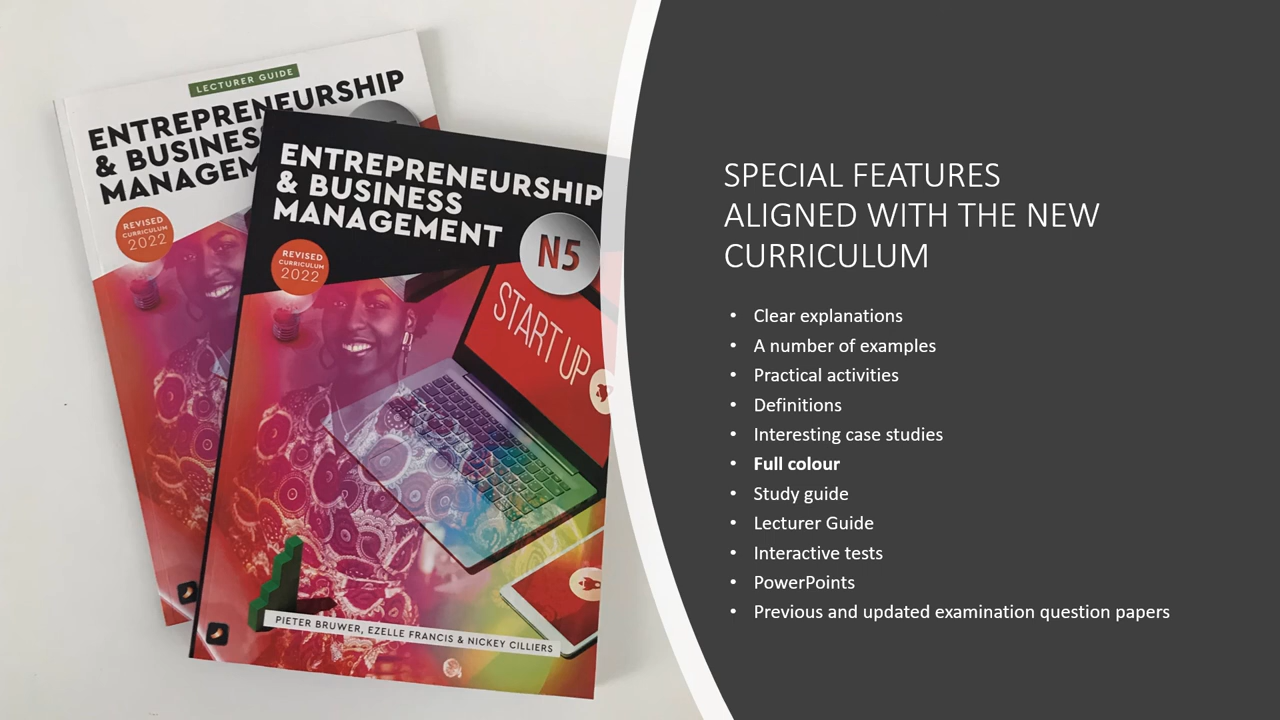 LECTURER GUIDE
ENTREPRENEURSHIP
& BUSINESS
MANAGEM
REVISED
CURRICULUM
2022
ENTREPRENEURSHIP
& BUSINESS
MANAGEMENT
N5
REVISED
CURRICULUM
2022
START UP
PIETER BRUWER, EZELLE FRANCIS & NICKEY CILLIERS
SPECIAL FEATURES
ALIGNED WITH THE NEW
CURRICULUM
• Clear explanations
• A number of examples
• Practical activities
• Definitions
• Interesting case studies
• Full colour
• Study guide
• Lecturer Guide
• Interactive tests
• PowerPoints
• Previous and updated examination question papers